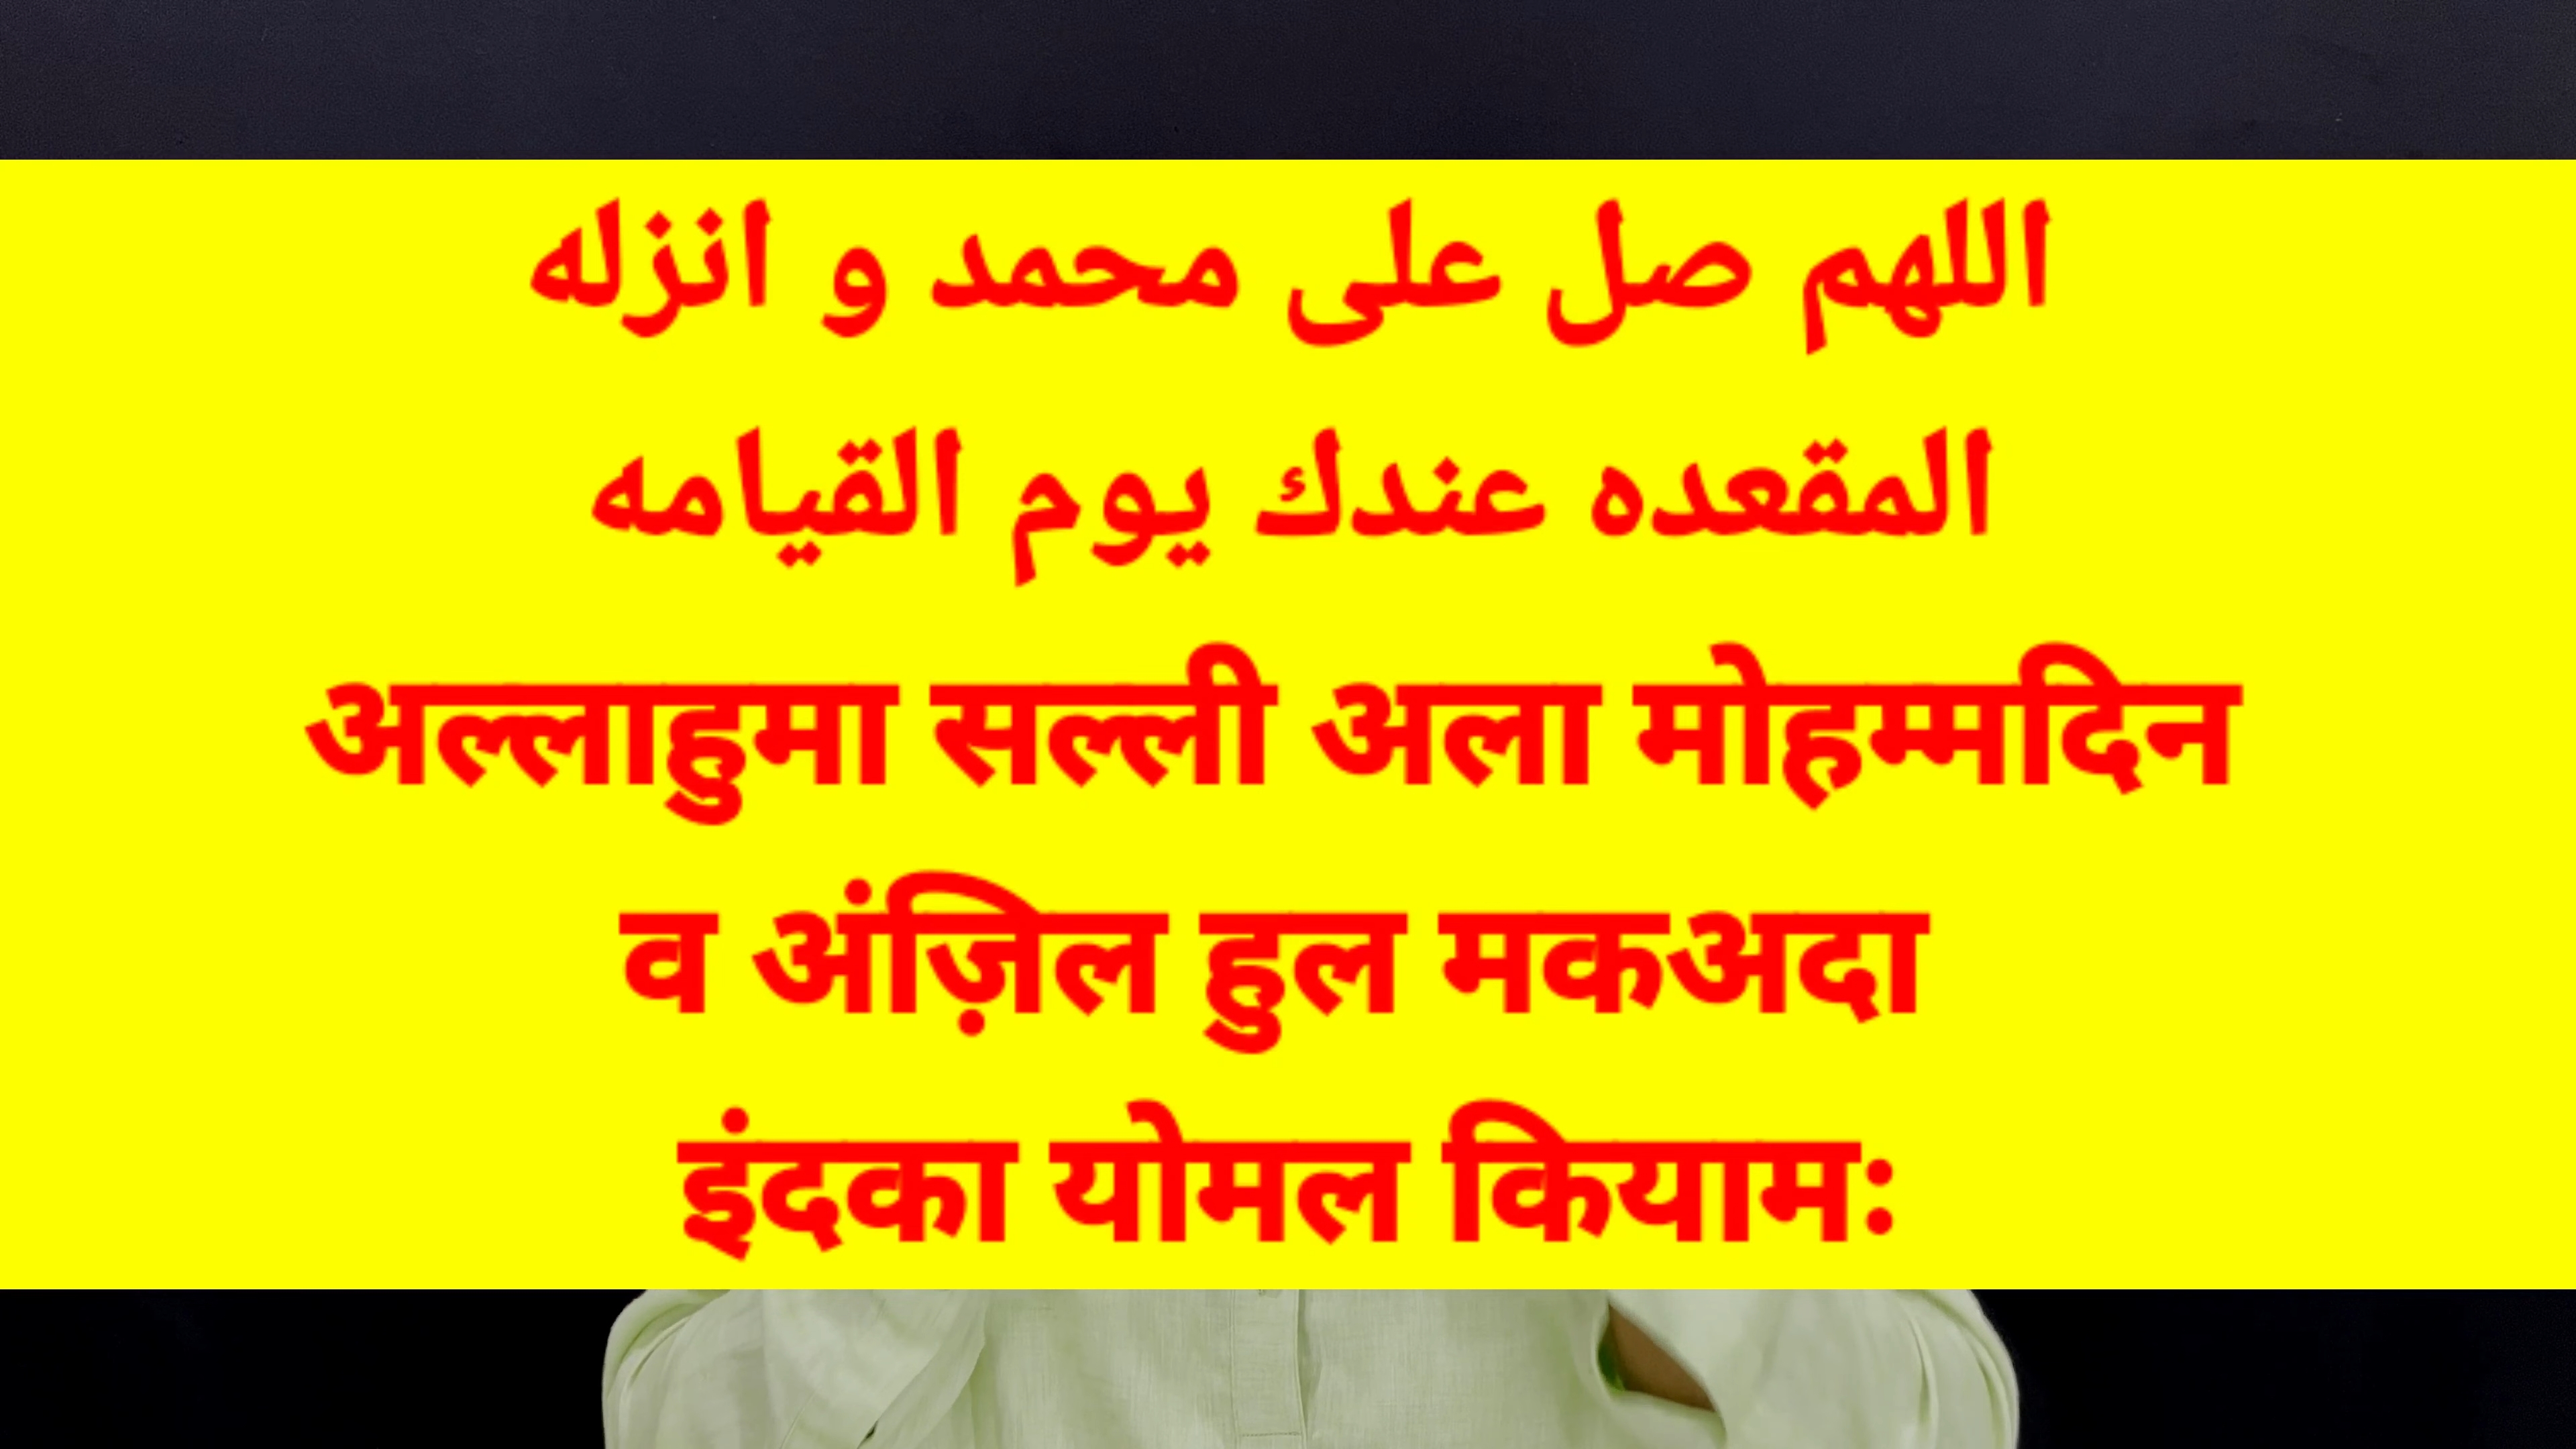 اللهم صل على محمد و انزله
المقعده عندك يوم القيامه
अल्लाहुमा सल्ली अला मोहम्मदिन
व अंज़िल हुल मकअदा
इंदका योमल कियामः